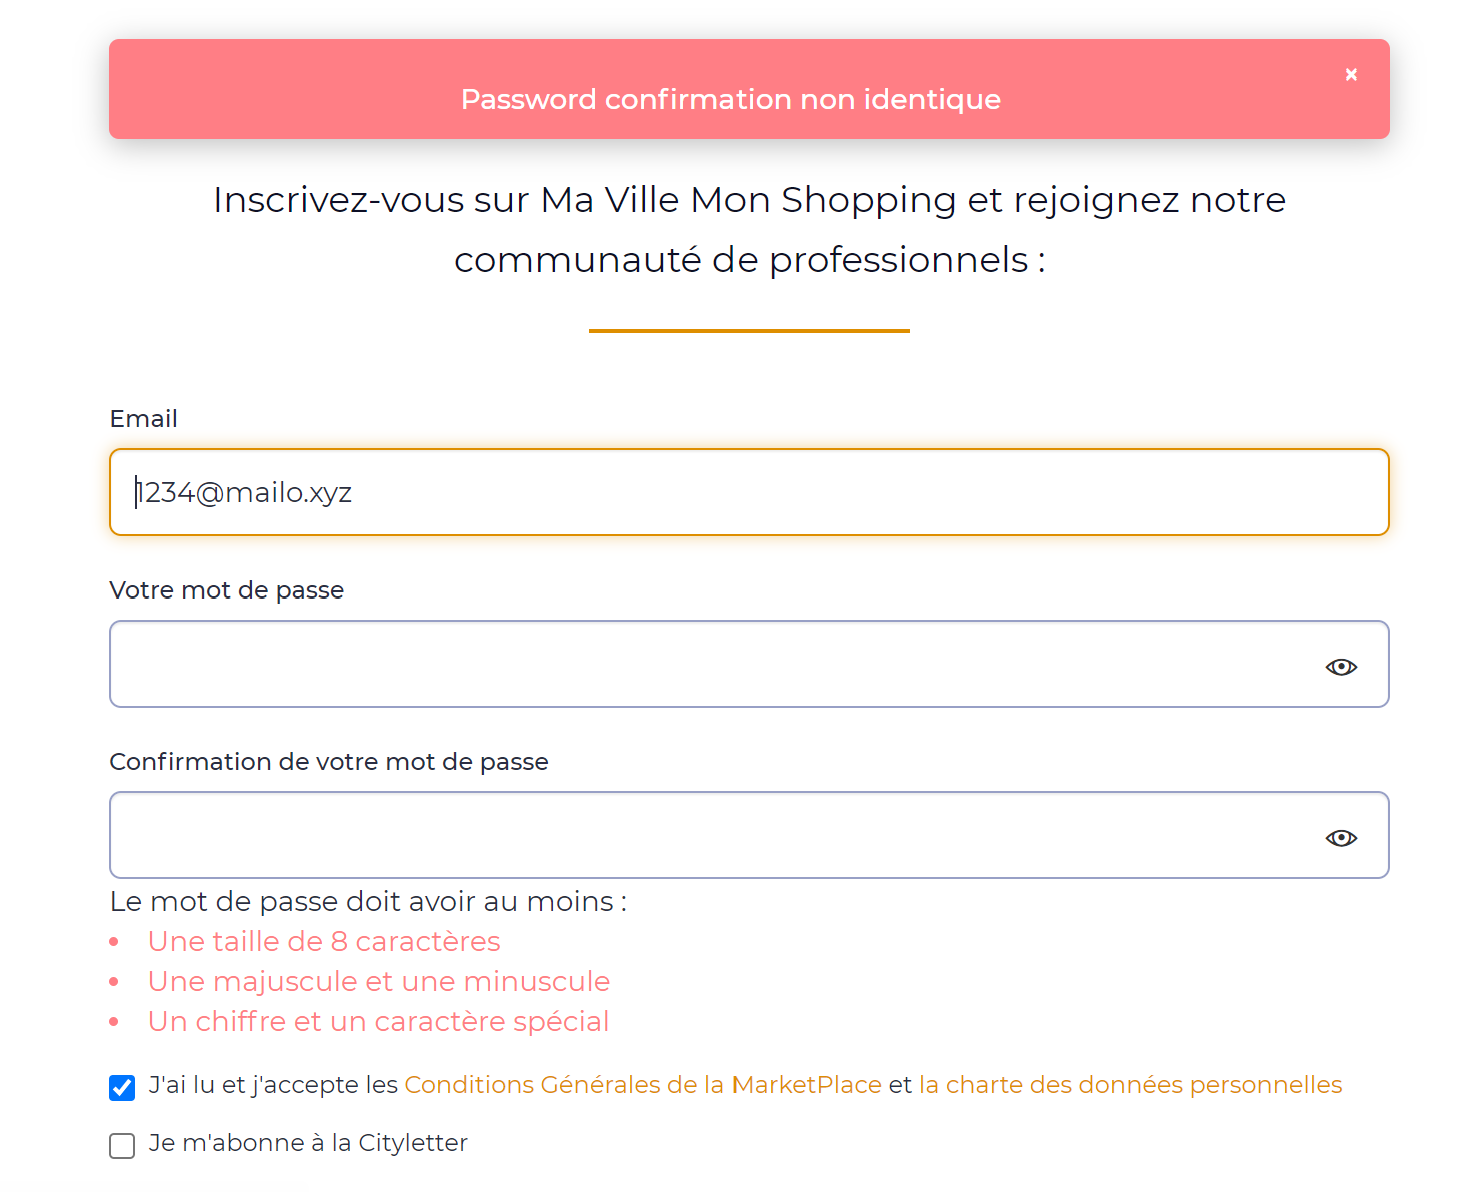 ×
Password confirmation non identique
Inscrivez-vous sur Ma Ville Mon Shopping et rejoignez notre
communauté de professionnels :
Email
1234@mailo.xyz
Votre mot de passe
Confirmation de votre mot de passe
Le mot de passe doit avoir au moins :
• Une taille de 8 caractères
• Une majuscule et une minuscule
• Un chiffre et un caractère spécial
J'ai lu et j'accepte les Conditions Générales de la MarketPlace et la charte des données personnelles
Je m'abonne à la Cityletter